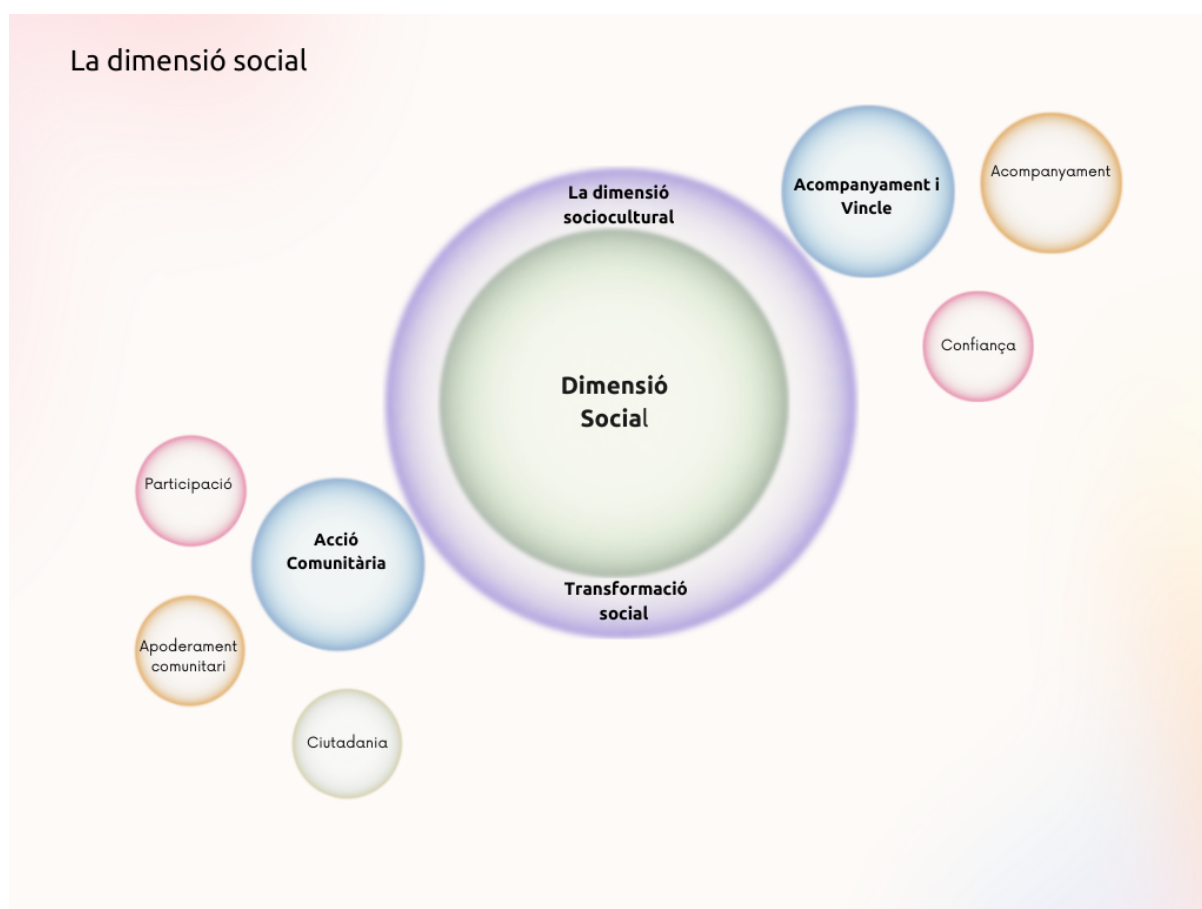 La dimensió social
La dimensió
sociocultural
Acompanyament i
Vincle
Acompanyament
Confiança
Dimensió
Social
Participació
Acció
Comunitària
Transformació
social
Apoderament
comunitari
Ciutadania